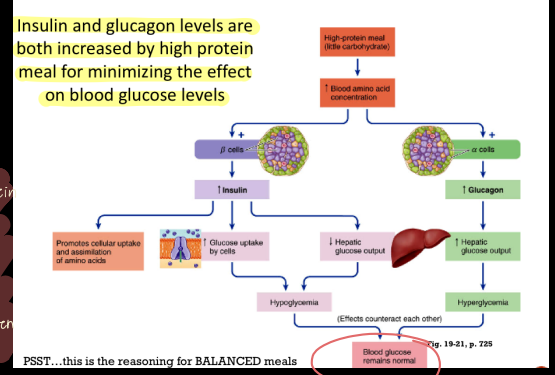 Insulin and glucagon levels are
both increased by high protein
meal for minimizing the effect
on blood glucose levels
High-protein meal
(little carbohydrate)
↑ Blood amino acid
concentration
+
+
β cells
α cells
↑ Insulin
↑ Glucagon
Promotes cellular uptake
and assimilation
of amino acids
↑ Glucose uptake
by cells
↓ Hepatic
glucose output
↑ Hepatic
glucose output
Hypoglycemia
Hyperglycemia
(Effects counteract each other)
Fig. 19-21, p. 725
Blood glucose
remains normal
PSST...this is the reasoning for BALANCED meals